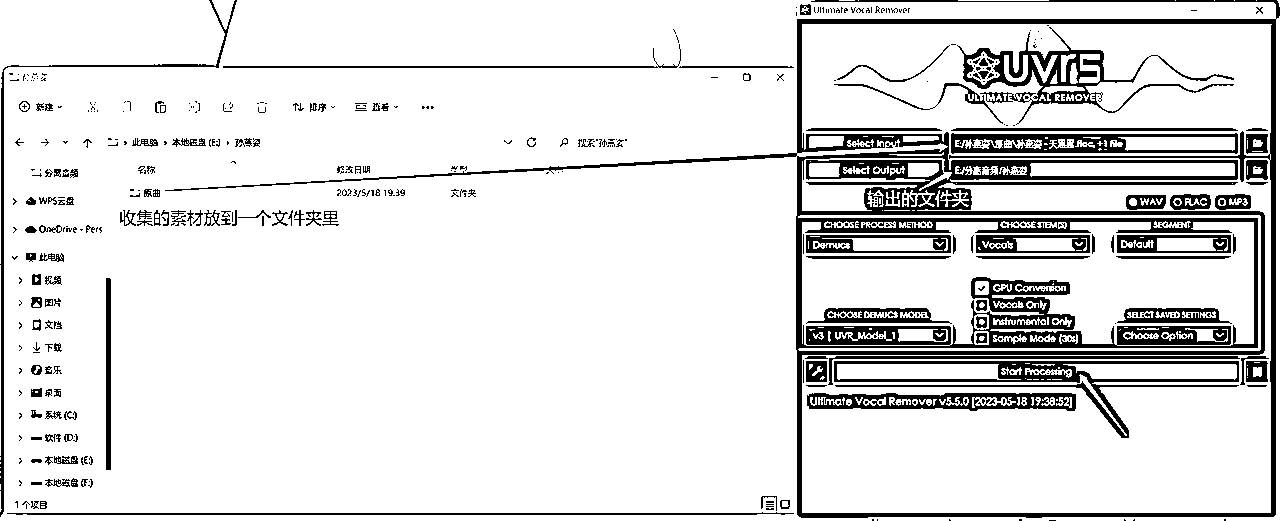 孙燕姿
新建
排序
查看
此电脑 > 本地磁盘 (E:) > 孙燕姿
搜索"孙燕姿"
分离音频
WPS云盘
OneDrive - Pers
此电脑
视频
图片
文档
下载
音乐
桌面
系统 (C:)
软件 (D:)
本地磁盘 (E:)
本地磁盘 (F:)
1 个项目
名称
修改日期
类型
原曲
2023/5/18 19:39
文件夹
收集的素材放到一个文件夹里
Ultimate Vocal Remover
UVR5
ULTIMATE VOCAL REMOVER
Select Input
E:/孙燕姿\原曲\孙燕姿 - 天黑黑.flac, +1 file
Select Output
E:/分离音频/孙燕姿
输出的文件夹
WAV FLAC MP3
CHOOSE PROCESS METHOD
Demucs
CHOOSE STEM(S)
Vocals
SEGMENT
Default
GPU Conversion
Vocals Only
Instrumental Only
Sample Mode (30s)
CHOOSE DEMUCS MODEL
v3 | UVR_Model_1
SELECT SAVED SETTINGS
Choose Option
Start Processing
Ultimate Vocal Remover v5.5.0 [2023-05-18 19:38:52]